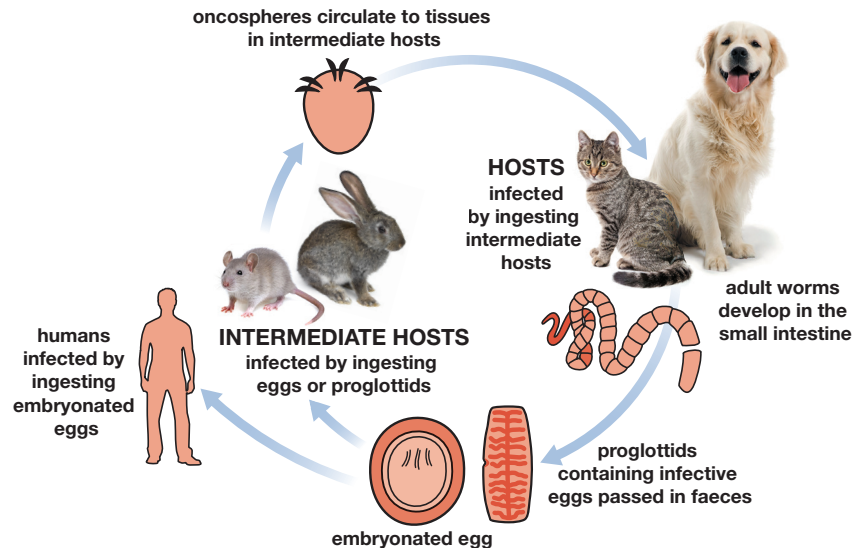 oncospheres circulate to tissues
in intermediate hosts
HOSTS
infected
by ingesting
intermediate
hosts
adult worms
develop in the
small intestine
proglottids
containing infective
eggs passed in faeces
embryonated egg
INTERMEDIATE HOSTS
infected by ingesting
eggs or proglottids
humans
infected by
ingesting
embryonated
eggs